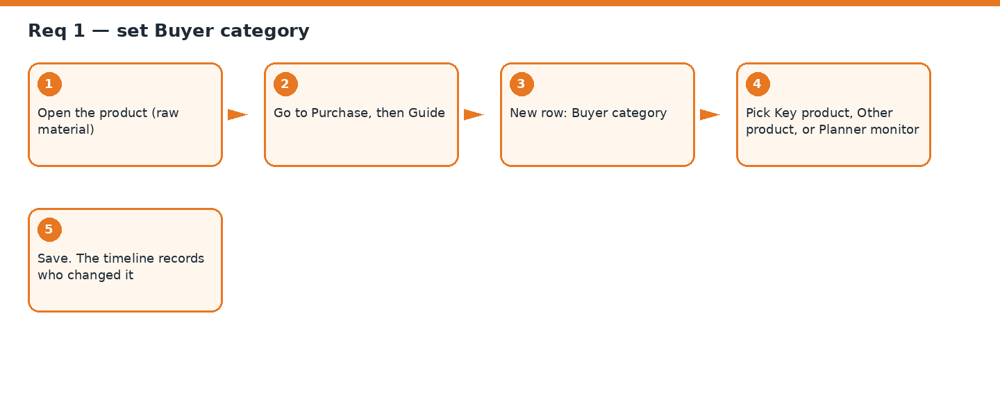 Req 1 — set Buyer category
1
Open the product (raw
material)
2
Go to Purchase, then Guide
3
New row: Buyer category
4
Pick Key product, Other
product, or Planner monitor
5
Save. The timeline records
who changed it